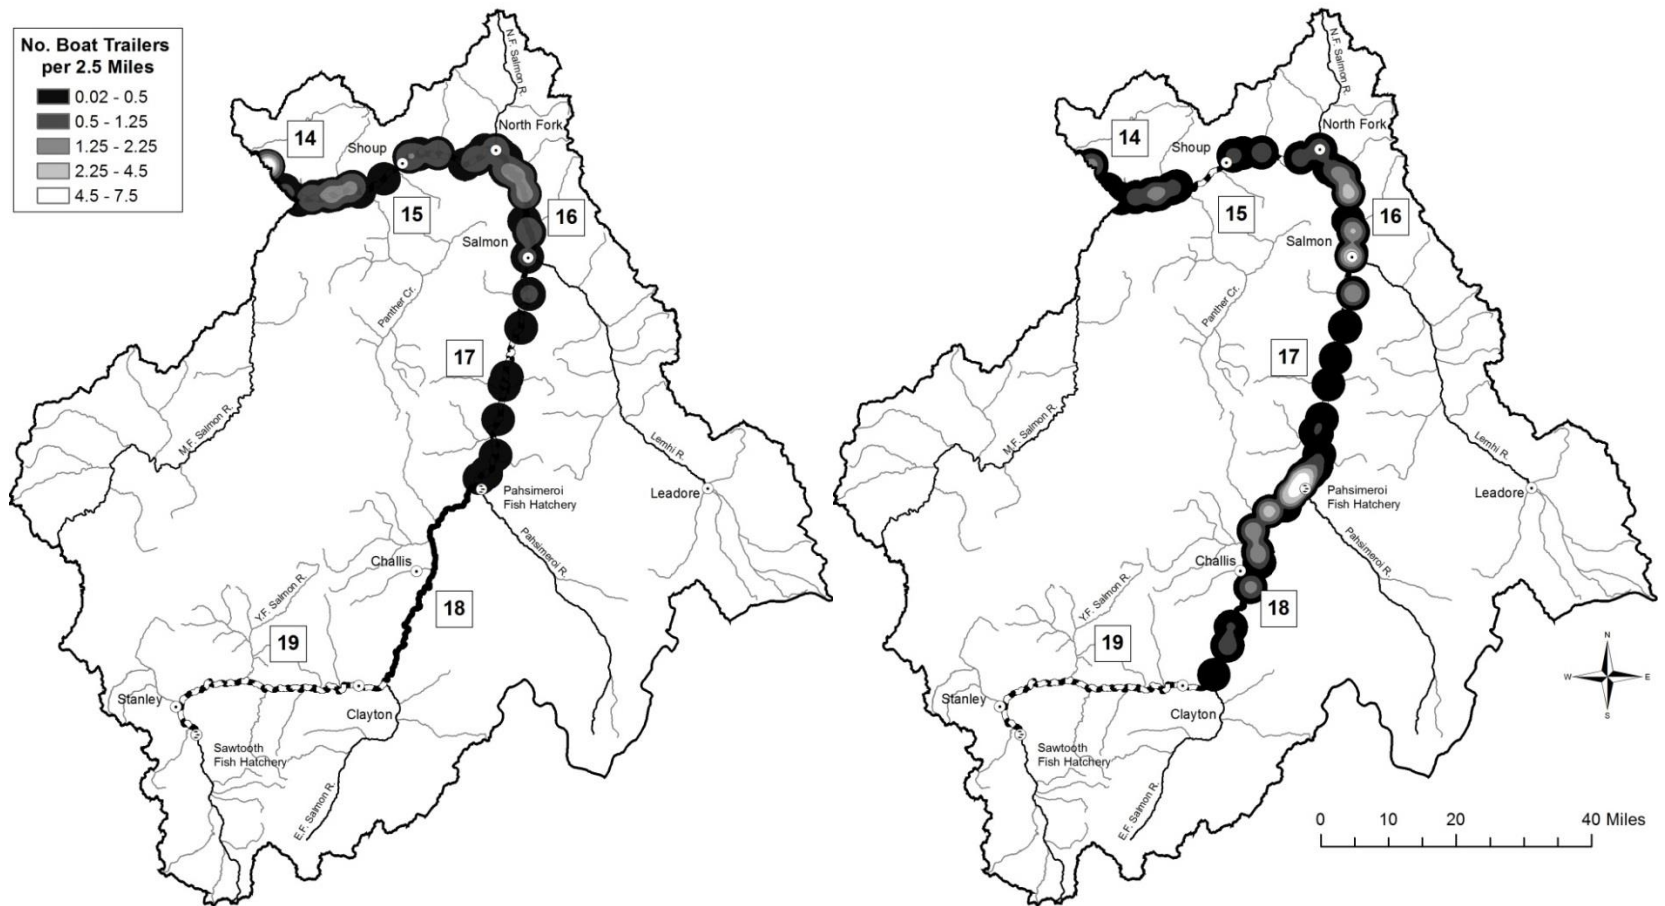 No. Boat Trailers
per 2.5 Miles
0.02 - 0.5
0.5 - 1.25
1.25 - 2.25
2.25 - 4.5
4.5 - 7.5
N.F. Salmon R.
North Fork
14
Shoup
15
16
Salmon
Panther Cr.
17
M.F. Salmon R.
Lemhi R.
Leadore
Pahsimeroi
Fish Hatchery
Pahsimeroi R.
Challis
Y.F. Salmon R.
18
19
Stanley
Clayton
Sawtooth
Fish Hatchery
E.F. Salmon R.
N.F. Salmon R.
North Fork
14
Shoup
15
16
Salmon
Panther Cr.
17
M.F. Salmon R.
Lemhi R.
Leadore
Pahsimeroi
Fish Hatchery
Pahsimeroi R.
Challis
Y.F. Salmon R.
18
19
Stanley
Clayton
Sawtooth
Fish Hatchery
E.F. Salmon R.
N
W E
S
0 10 20 40 Miles